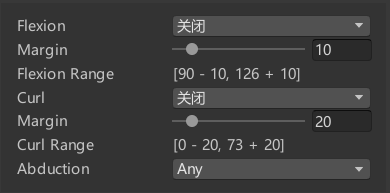 Flexion 关闭
Margin 10
Flexion Range [90 - 10, 126 + 10]
Curl 关闭
Margin 20
Curl Range [0 - 20, 73 + 20]
Abduction Any